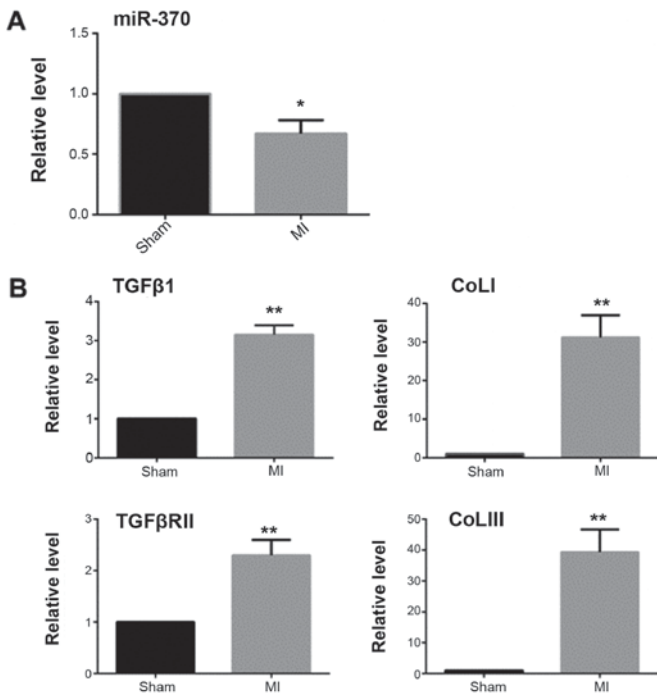 A
miR-370
Relative level
1.5
1.0
0.5
0.0
*
Sham
MI
B
TGFβ1
Relative level
4
3
2
1
0
**
Sham
MI
CoLI
Relative level
40
30
20
10
0
**
Sham
MI
TGFβRII
Relative level
3
2
1
0
**
Sham
MI
CoLIII
Relative level
50
40
30
20
10
0
**
Sham
MI